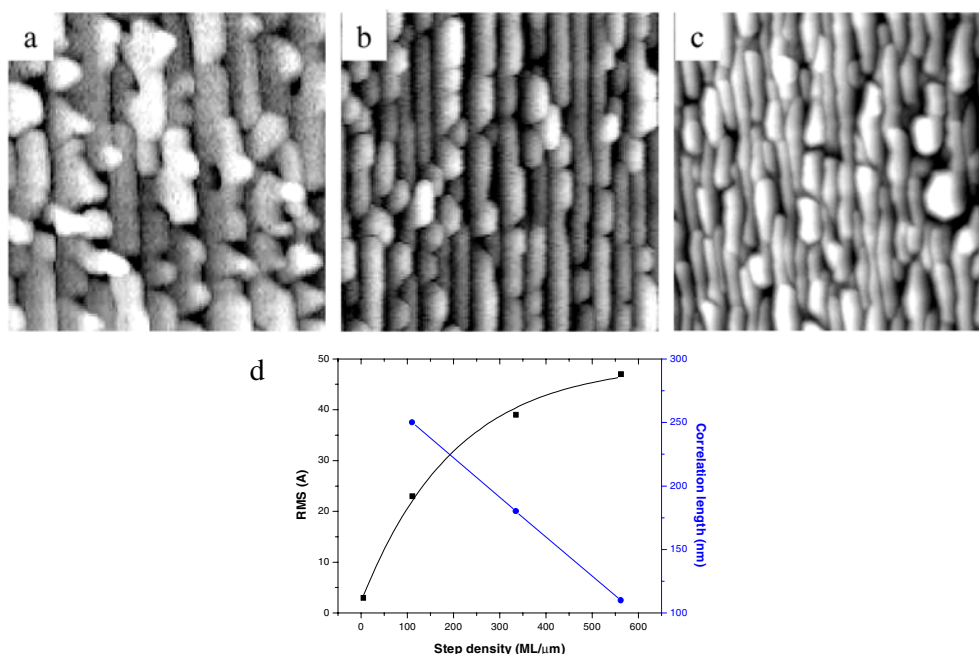 a
b
c
d
50
40
30
20
10
0
RMS (A)
300
250
200
150
100
Correlation length (nm)
0 100 200 300 400 500 600
Step density (ML/μm)